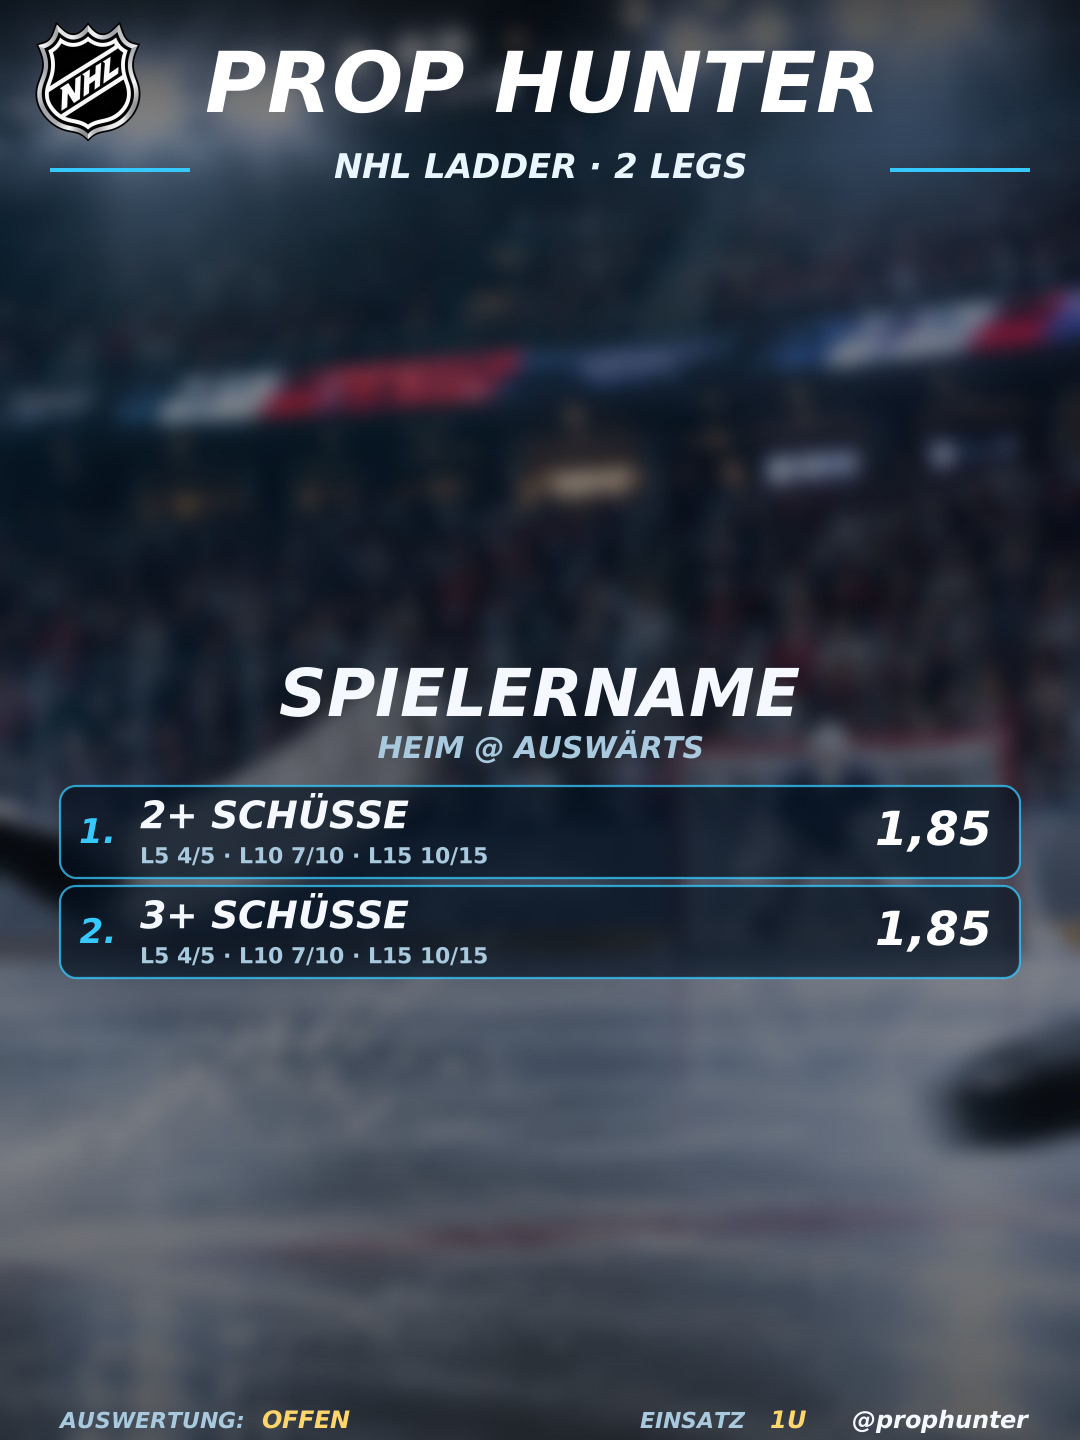 NHL
PROP HUNTER
NHL LADDER · 2 LEGS
SPIELERNAME
HEIM @ AUSWÄRTS
1. 2+ SCHÜSSE 1,85
L5 4/5 · L10 7/10 · L15 10/15
2. 3+ SCHÜSSE 1,85
L5 4/5 · L10 7/10 · L15 10/15
AUSWERTUNG: OFFEN EINSATZ 1U @prophunter